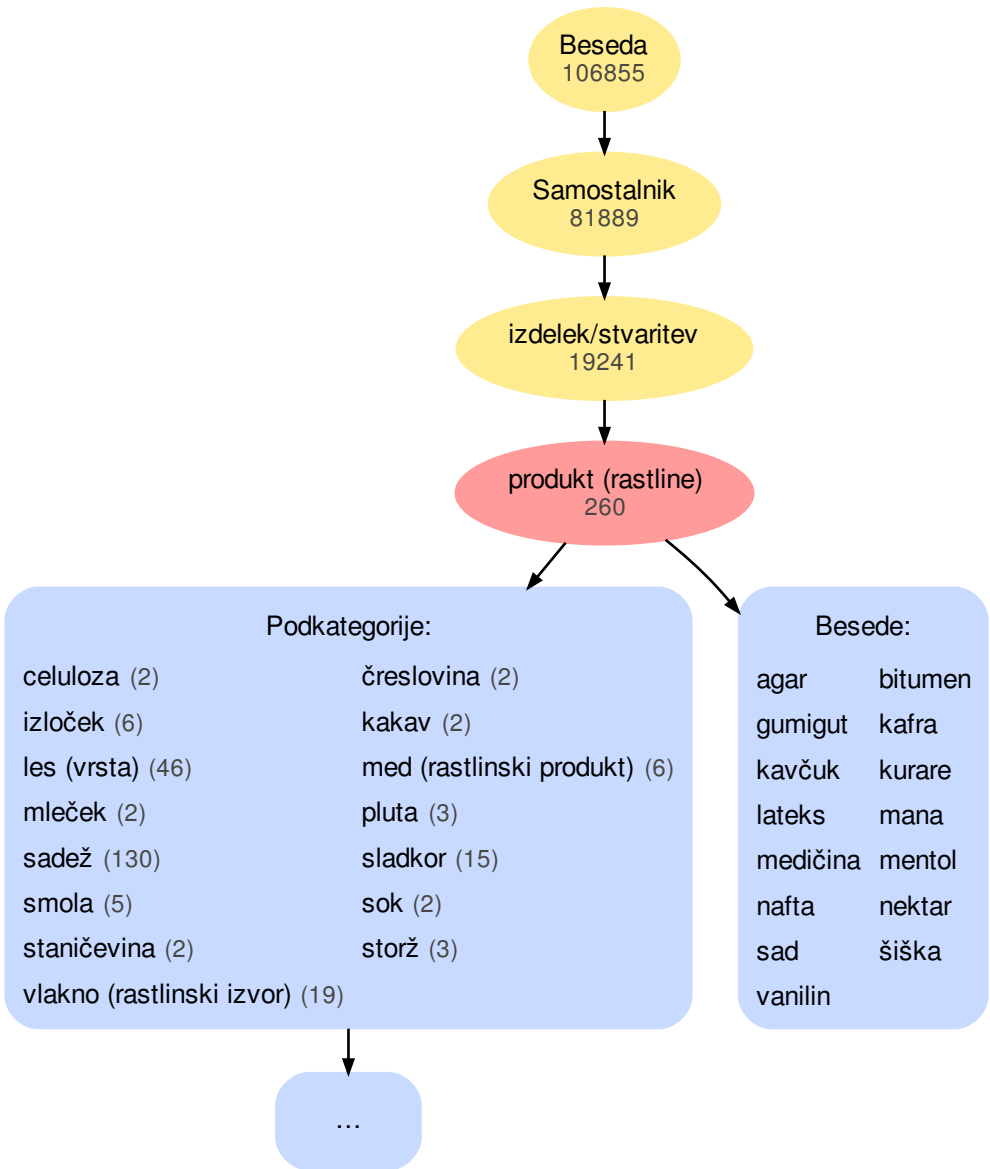 Beseda
106855
Samostalnik
81889
izdelek/stvaritev
19241
produkt (rastline)
260
Podkategorije:
celuloza (2) čreslovina (2)
izloček (6) kakav (2)
les (vrsta) (46) med (rastlinski produkt) (6)
mleček (2) pluta (3)
sadež (130) sladkor (15)
smola (5) sok (2)
staničevina (2) storž (3)
vlakno (rastlinski izvor) (19)
Besede:
agar bitumen
gumigut kafra
kavčuk kurare
lateks mana
medičina mentol
nafta nektar
sad šiška
vanilin
…